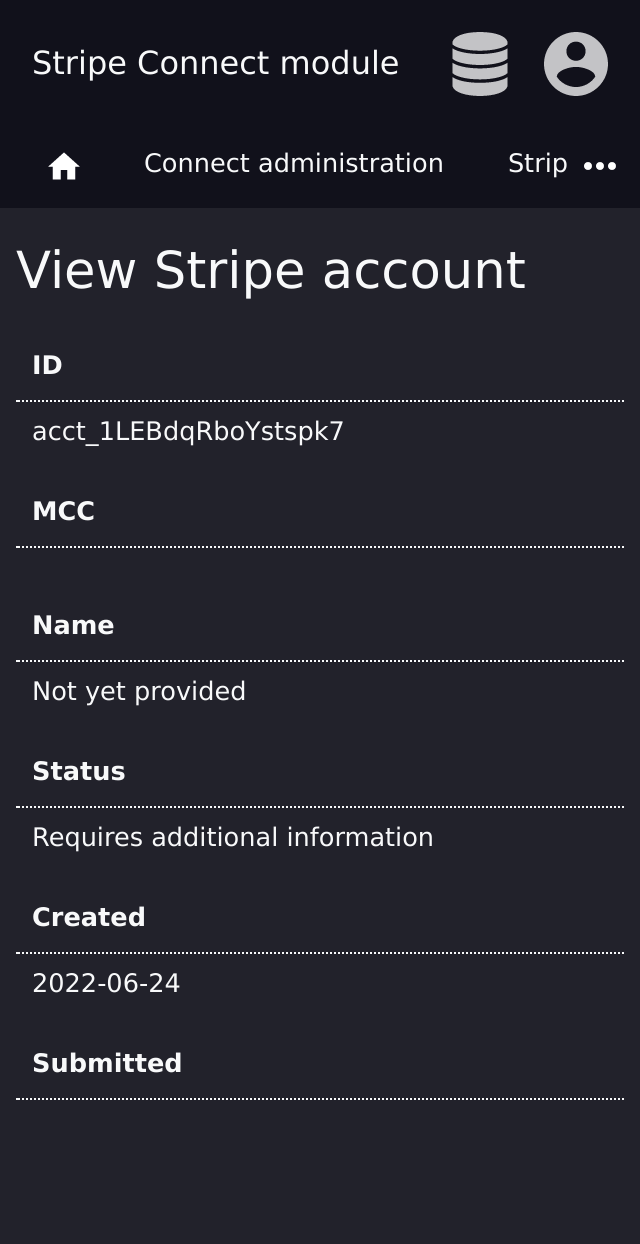 Stripe Connect module
Connect administration
Strip
View Stripe account
ID
acct_1LEBdqRboYstspk7
MCC
Name
Not yet provided
Status
Requires additional information
Created
2022-06-24
Submitted